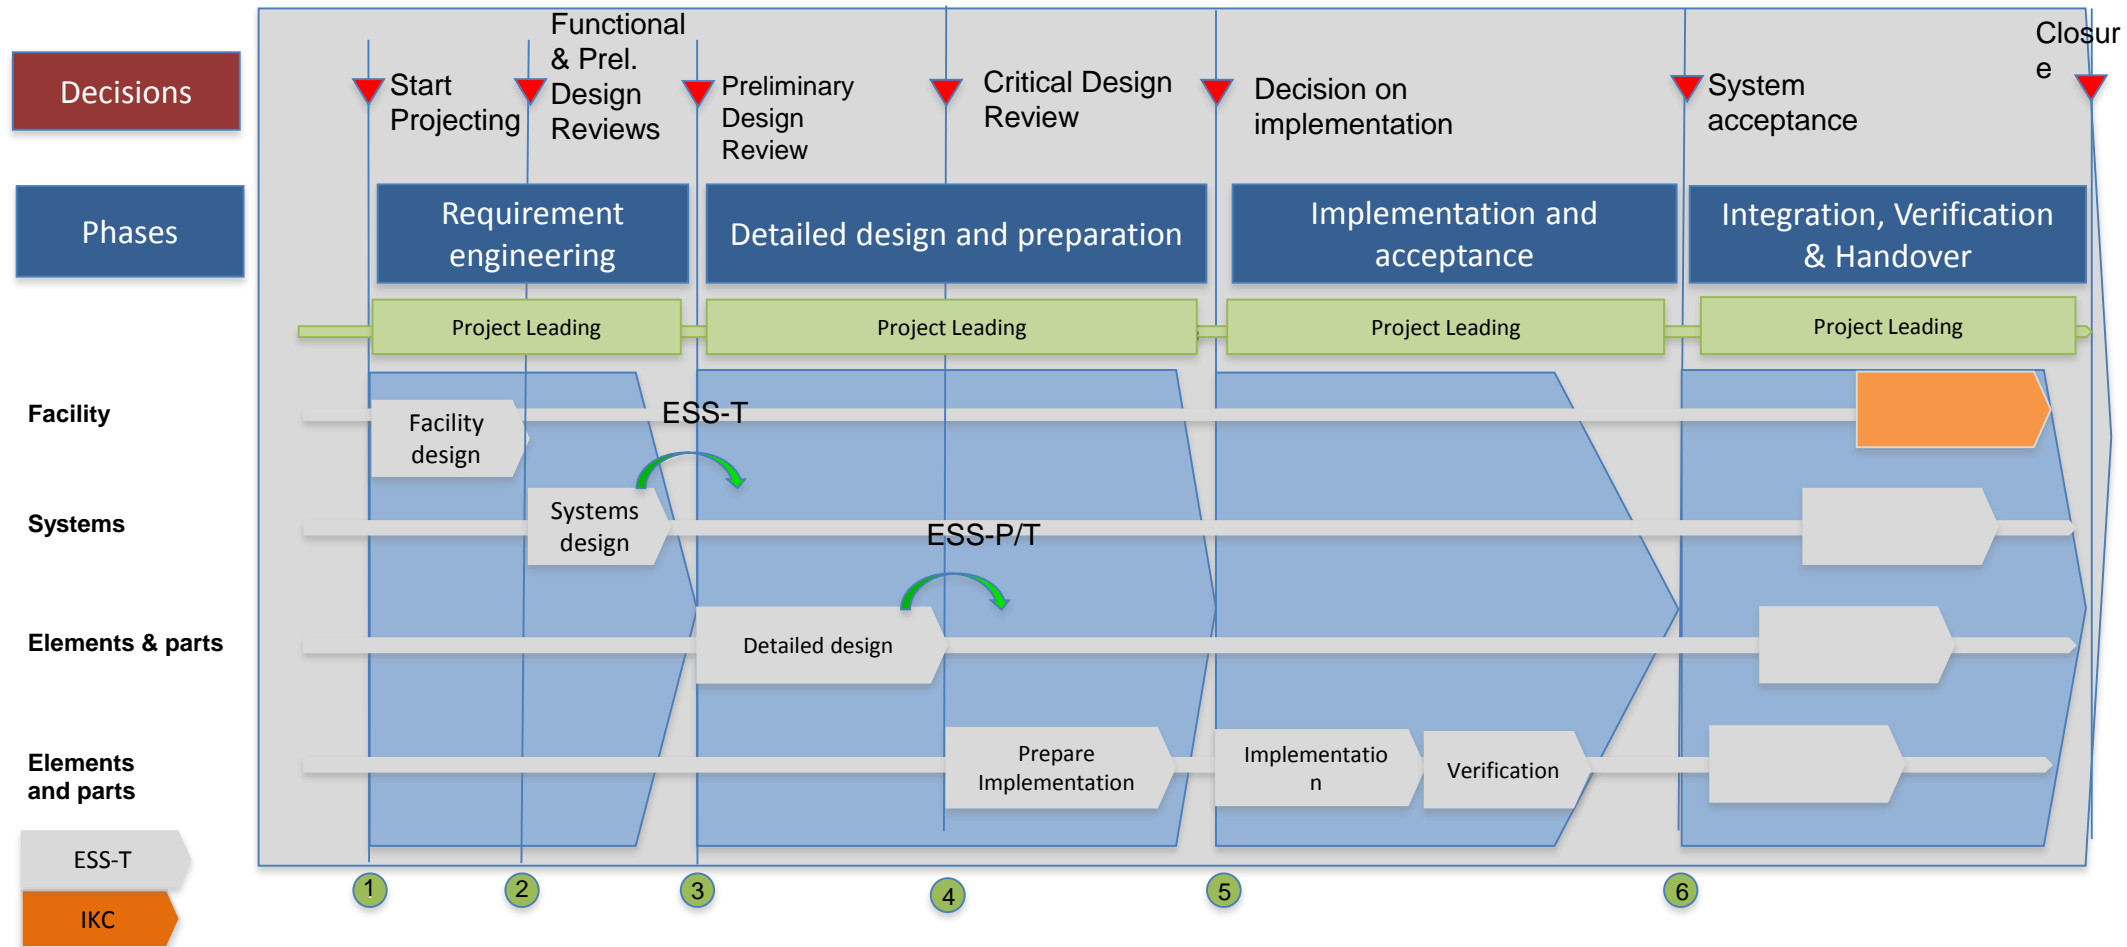 Decisions
Start
Projecting
Functional
& Prel.
Design
Reviews
Preliminary
Design
Review
Critical Design
Review
Decision on
implementation
System
acceptance
Closur
e
Phases
Requirement
engineering
Detailed design and preparation
Implementation and
acceptance
Integration, Verification
& Handover
Project Leading
Project Leading
Project Leading
Project Leading
Facility
Facility
design
ESS-T
Systems
Systems
design
ESS-P/T
Elements & parts
Detailed design
Elements
and parts
Prepare
Implementation
Implementatio
n
Verification
ESS-T
IKC
1
2
3
4
5
6